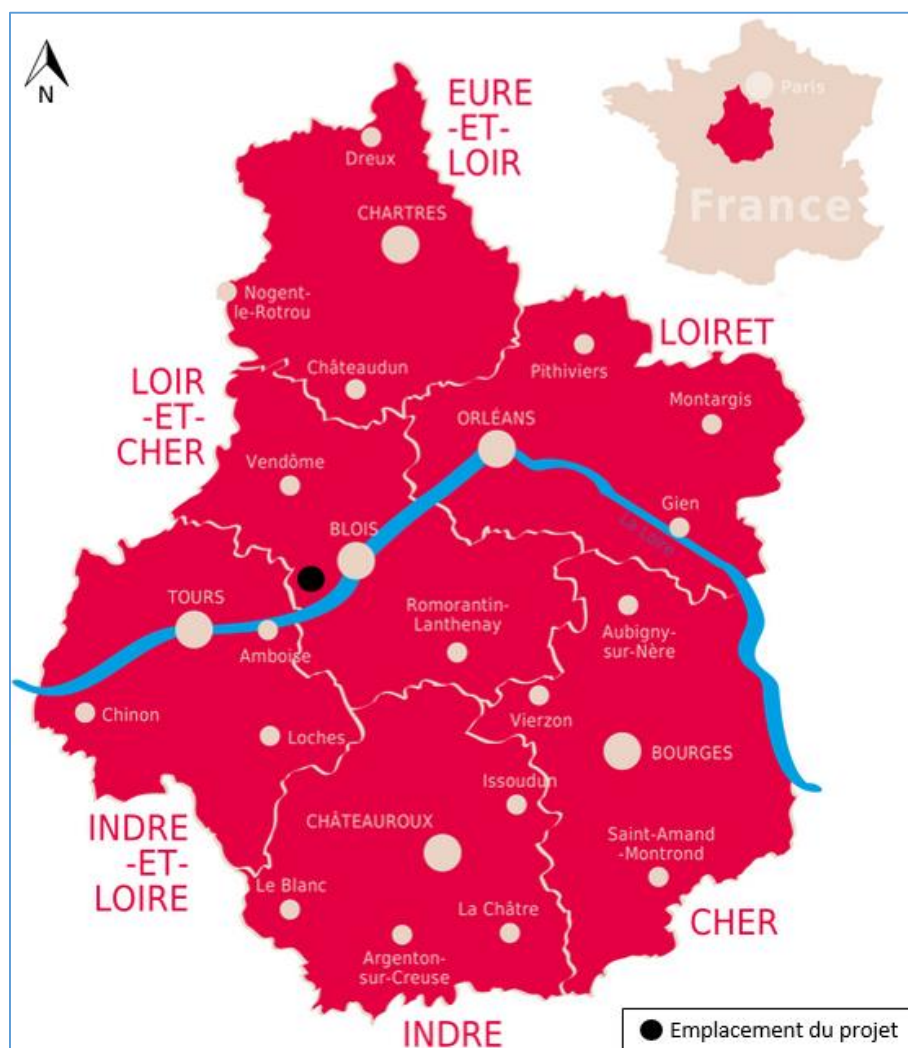 N
EURE
-ET-
LOIR
Paris
France
Dreux
CHARTRES
Nogent-
le-Rotrou
Châteaudun
LOIRET
Pithiviers
Montargis
LOIR
-ET-
CHER
ORLÉANS
Vendôme
Gien
La Loire
BLOIS
TOURS
Amboise
Romorantin-
Lanthenay
Aubigny-
sur-Nère
Chinon
Loches
Vierzon
BOURGES
Issoudun
CHÂTEAUROUX
INDRE
-ET-
LOIRE
Saint-Amand
-Montrond
Le Blanc
La Châtre
CHER
Argenton-
sur-Creuse
INDRE
Emplacement du projet